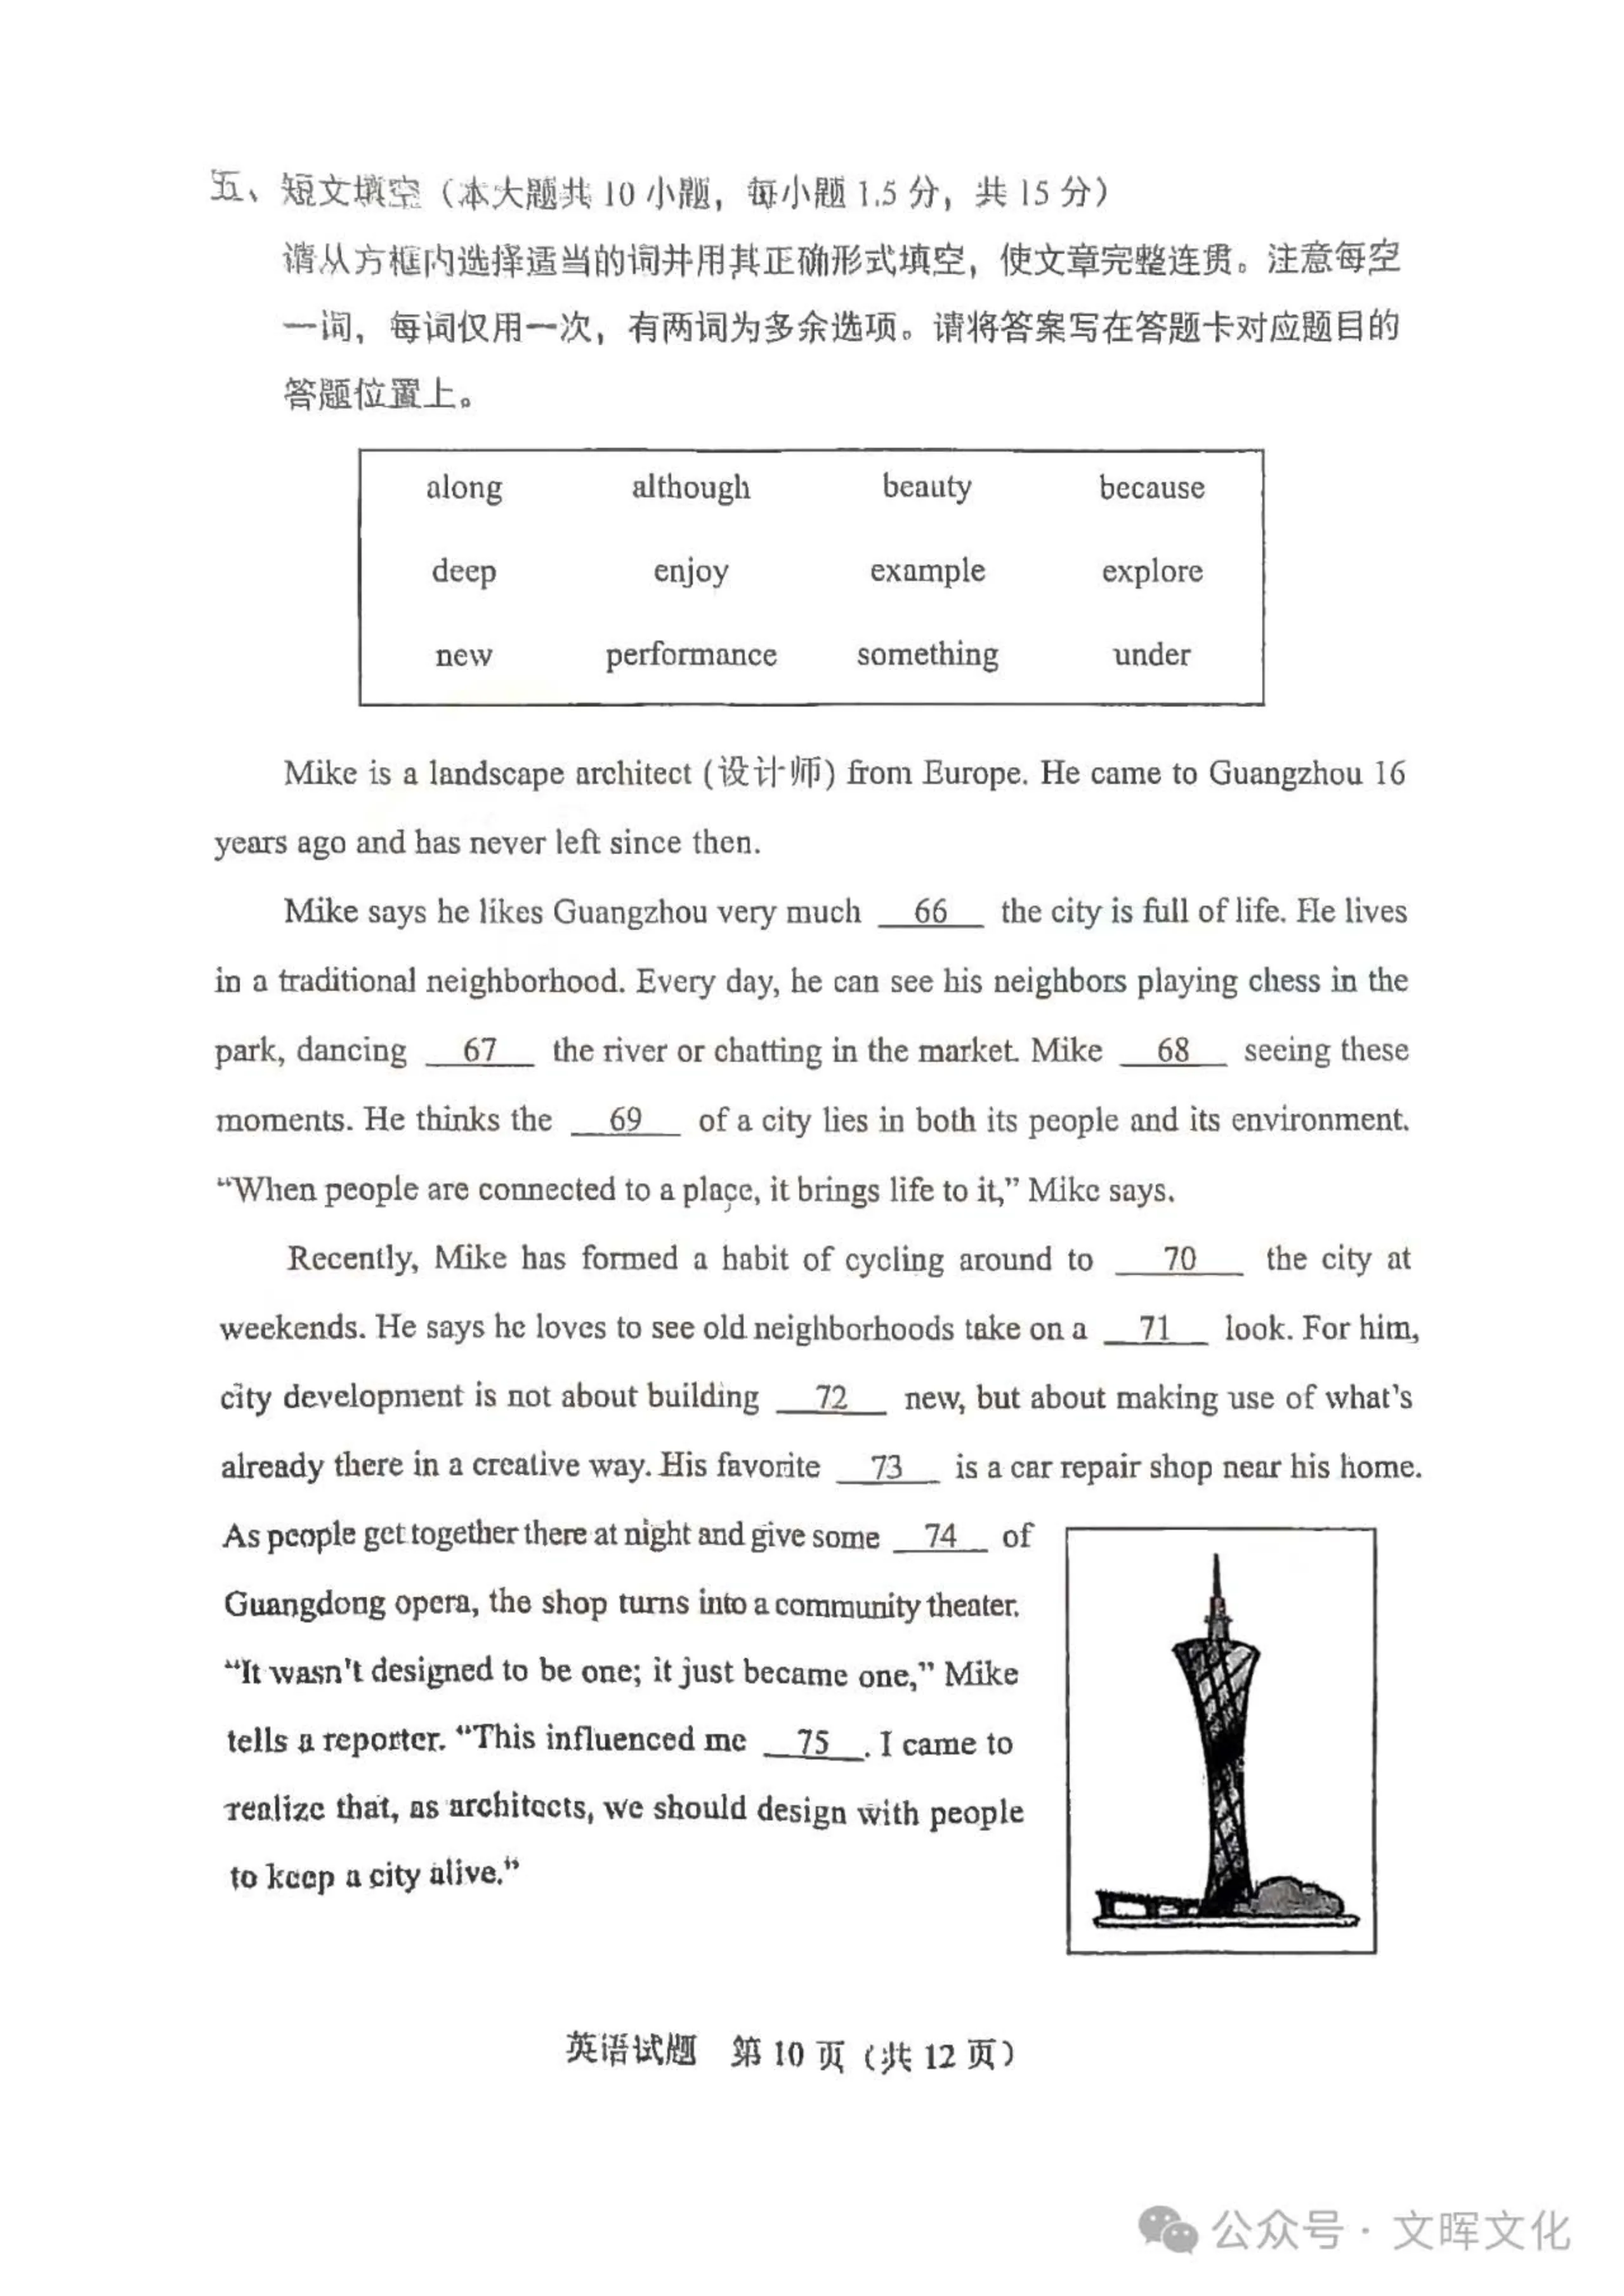 五、短文填空（本大题共 10 小题，每小题 1.5 分，共 15 分）
请从方框内选择适当的词并用其正确形式填空，使文章完整连贯。注意每空
一词，每词仅用一次，有两词为多余选项。请将答案写在答题卡对应题目的
答题位置上。
along although beauty because
deep enjoy example explore
new performance something under
Mike is a landscape architect (设计师) from Europe. He came to Guangzhou 16
years ago and has never left since then.
Mike says he likes Guangzhou very much 66 the city is full of life. He lives
in a traditional neighborhood. Every day, he can see his neighbors playing chess in the
park, dancing 67 the river or chatting in the market. Mike 68 seeing these
moments. He thinks the 69 of a city lies in both its people and its environment.
“When people are connected to a place, it brings life to it,” Mike says.
Recently, Mike has formed a habit of cycling around to 70 the city at
weekends. He says he loves to see old neighborhoods take on a 71 look. For him,
city development is not about building 72 new, but about making use of what's
already there in a creative way. His favorite 73 is a car repair shop near his home.
As people get together there at night and give some 74 of
Guangdong opera, the shop turns into a community theater.
“It wasn't designed to be one; it just became one,” Mike
tells a reporter. “This influenced me 75 . I came to
realize that, as architects, we should design with people
to keep a city alive.”
英语试题 第 10 页（共 12 页）
公众号 · 文晖文化